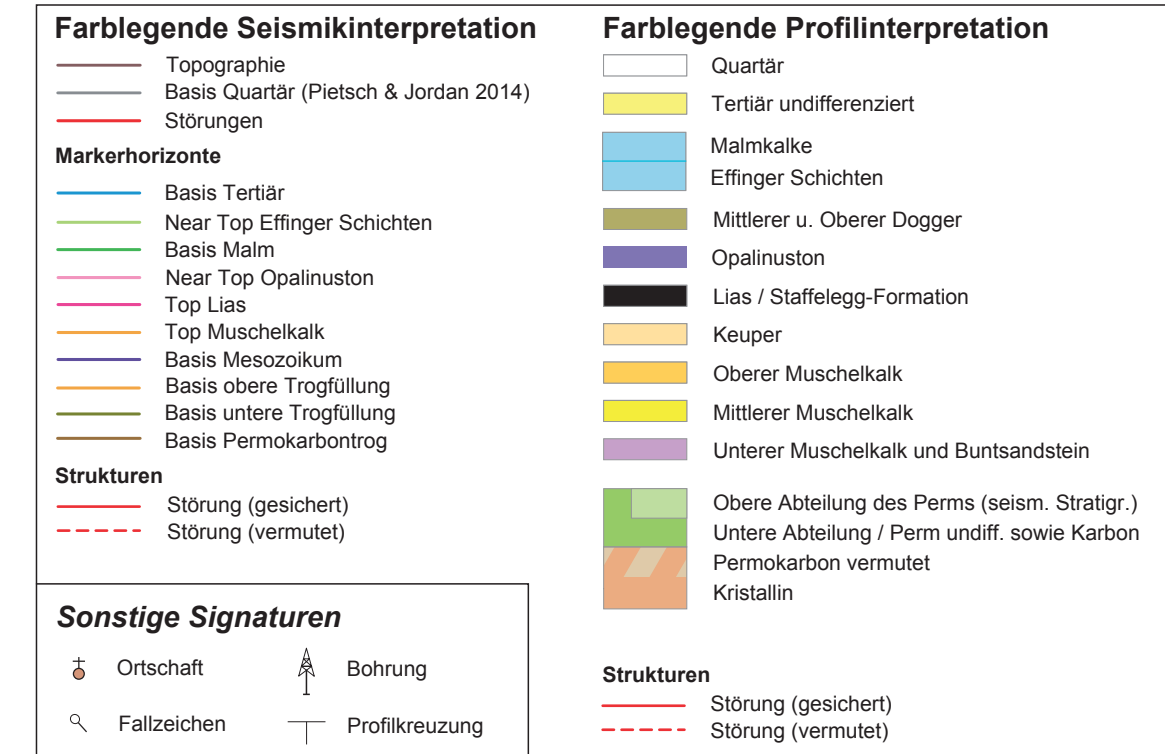 Farblegende Seismikinterpretation
Topographie
Basis Quartär (Pietsch & Jordan 2014)
Störungen
Markerhorizonte
Basis Tertiär
Near Top Effinger Schichten
Basis Malm
Near Top Opalinuston
Top Lias
Top Muschelkalk
Basis Mesozoikum
Basis obere Trogfüllung
Basis untere Trogfüllung
Basis Permokarbontrog
Strukturen
Störung (gesichert)
Störung (vermutet)
Sonstige Signaturen
Ortschaft
Bohrung
Fallzeichen
Profilkreuzung
Farblegende Profilinterpretation
Quartär
Tertiär undifferenziert
Malmkalke
Effinger Schichten
Mittlerer u. Oberer Dogger
Opalinuston
Lias / Staffelegg-Formation
Keuper
Oberer Muschelkalk
Mittlerer Muschelkalk
Unterer Muschelkalk und Buntsandstein
Obere Abteilung des Perms (seism. Stratigr.)
Untere Abteilung / Perm undiff. sowie Karbon
Permokarbon vermutet
Kristallin
Strukturen
Störung (gesichert)
Störung (vermutet)